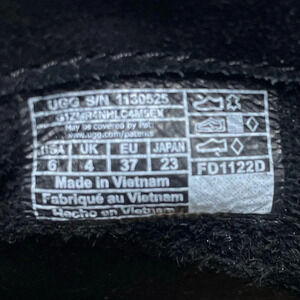 UGG S/N 1130525
May be covered by Pat.
www.ugg.com/patents
USA UK EU JAPAN
6 4 37 23 FD1122D
Made in Vietnam
Fabriqué au Vietnam
Hecho en Vietnam